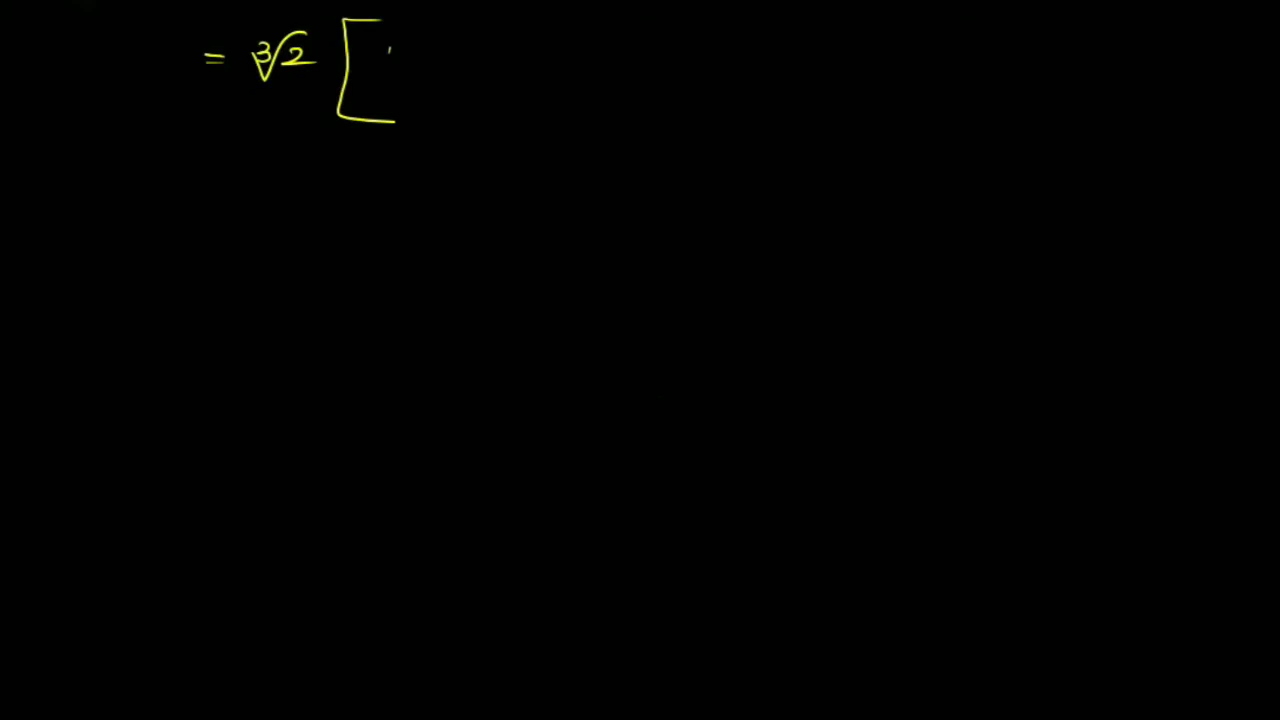 = ∛2 [